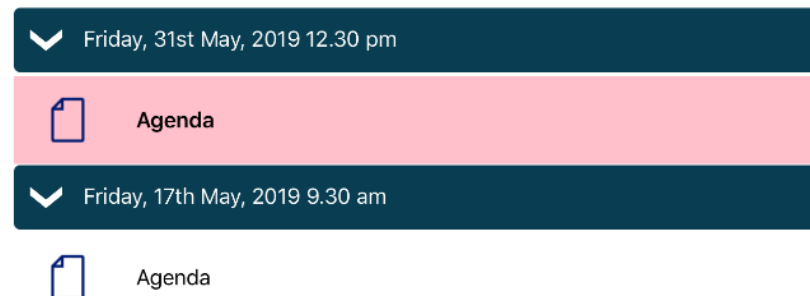 Friday, 31st May, 2019 12.30 pm
Agenda
Friday, 17th May, 2019 9.30 am
Agenda